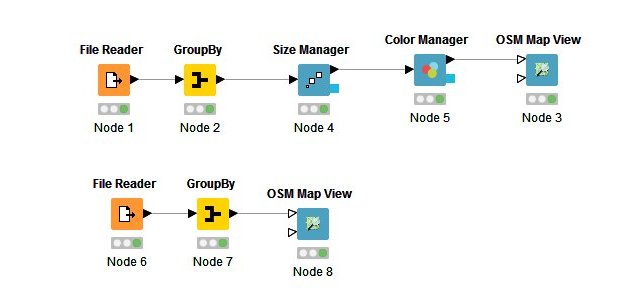 File Reader
GroupBy
Size Manager
Color Manager
OSM Map View
Node 1
Node 2
Node 4
Node 5
Node 3
File Reader
GroupBy
OSM Map View
Node 6
Node 7
Node 8